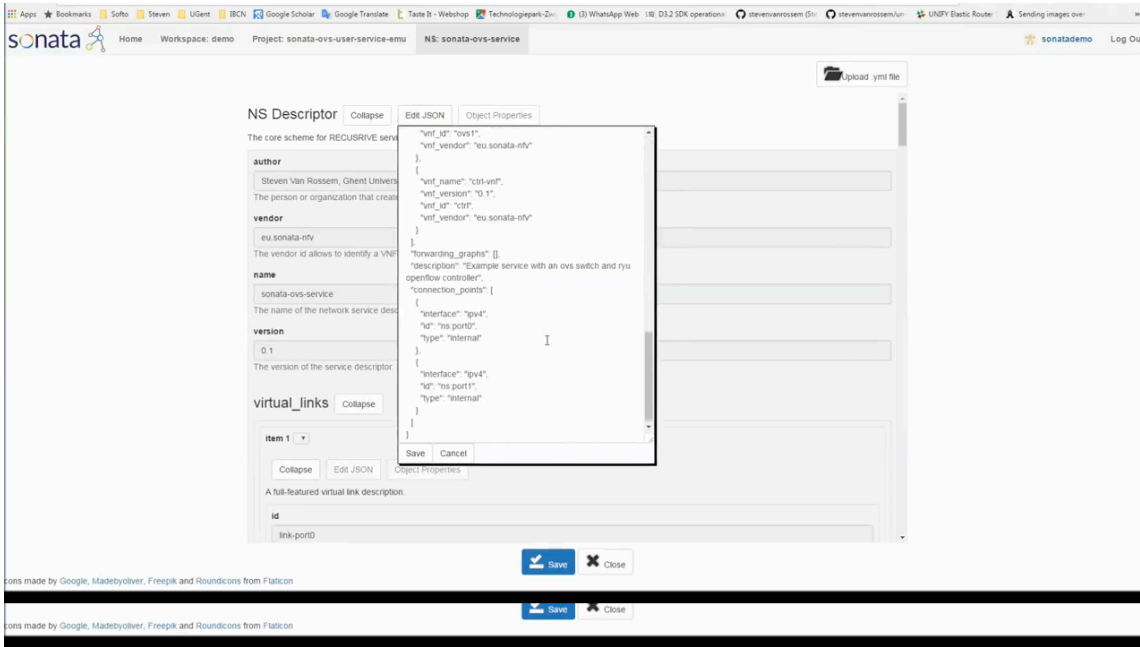 Apps Bookmarks Softo Steven UGent IBCN Google Scholar Google Translate Taste It - Webshop Technologiepark-Zwi (3) WhatsApp Web D3.2 SDK operationa stevenvanrossem (Ste stevenvanrossem/un UNIFY Elastic Router Sending images over
sonata Home Workspace: demo Project: sonata-ovs-user-service-emu NS: sonata-ovs-service sonatademo Log Ou
Upload .yml file
NS Descriptor Collapse Edit JSON Object Properties
The core scheme for RECUSRIVE servi
author
Steven Van Rossem, Ghent Univers
The person or organization that create
vendor
eu.sonata-nfv
The vendor id allows to identify a VNF
name
sonata-ovs-service
The name of the network service desc
version
0.1
The version of the service descriptor.
virtual_links Collapse
item 1
Collapse Edit JSON Object Properties
A full-featured virtual link description.
id
link-port0
"vnf_id": "ovs1",
"vnf_vendor": "eu.sonata-nfv"
},
{
"vnf_name": "ctrl-vnf",
"vnf_version": "0.1",
"vnf_id": "ctrl",
"vnf_vendor": "eu.sonata-nfv"
}
],
"forwarding_graphs": [],
"description": "Example service with an ovs switch and ryu
openflow controller",
"connection_points": [
{
"interface": "ipv4",
"id": "ns:port0",
"type": "internal"
},
{
"interface": "ipv4",
"id": "ns:port1",
"type": "internal"
}
]
}
Save Cancel
Save Close
cons made by Google, Madebyoliver, Freepik and Roundicons from Flaticon
Save Close
cons made by Google, Madebyoliver, Freepik and Roundicons from Flaticon